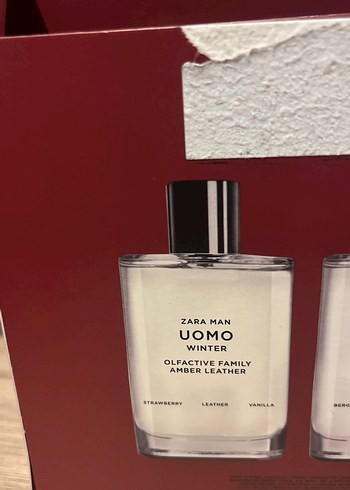 ZARA MAN
UOMO
WINTER
OLFACTIVE FAMILY
AMBER LEATHER
STRAWBERRY LEATHER VANILLA